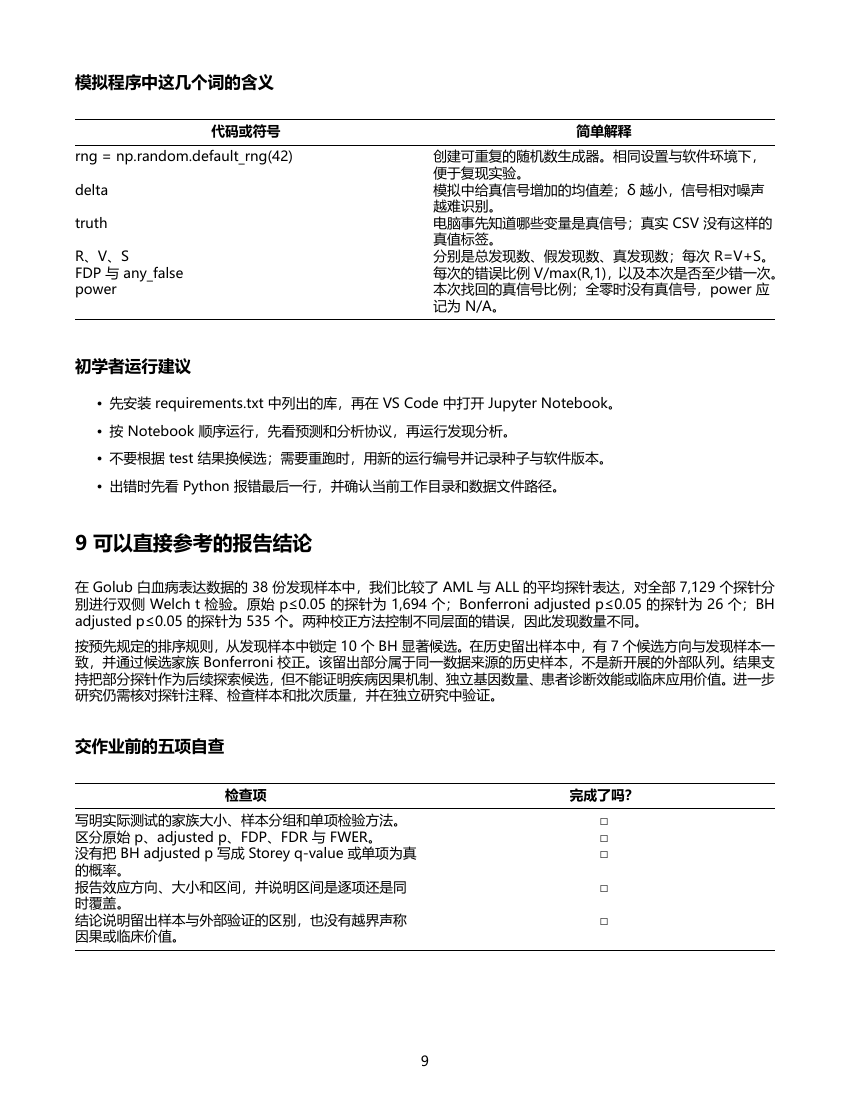 模拟程序中这几个词的含义
代码或符号 简单解释
rng = np.random.default_rng(42) 创建可重复的随机数生成器。相同设置与软件环境下，
便于复现实验。
delta 模拟中给真信号增加的均值差；δ 越小，信号相对噪声
越难识别。
truth 电脑事先知道哪些变量是真信号；真实 CSV 没有这样的
真值标签。
R、V、S 分别是总发现数、假发现数、真发现数；每次 R=V+S。
FDP 与 any_false 每次的错误比例 V/max(R,1)，以及本次是否至少错一次。
power 本次找回的真信号比例；全零时没有真信号，power 应
记为 N/A。
初学者运行建议
• 先安装 requirements.txt 中列出的库，再在 VS Code 中打开 Jupyter Notebook。
• 按 Notebook 顺序运行，先看预测和分析协议，再运行发现分析。
• 不要根据 test 结果换候选；需要重跑时，用新的运行编号并记录种子与软件版本。
• 出错时先看 Python 报错最后一行，并确认当前工作目录和数据文件路径。
9 可以直接参考的报告结论
在 Golub 白血病表达数据的 38 份发现样本中，我们比较了 AML 与 ALL 的平均探针表达，对全部 7,129 个探针分
别进行双侧 Welch t 检验。原始 p≤0.05 的探针为 1,694 个；Bonferroni adjusted p≤0.05 的探针为 26 个；BH
adjusted p≤0.05 的探针为 535 个。两种校正方法控制不同层面的错误，因此发现数量不同。
按预先规定的排序规则，从发现样本中锁定 10 个 BH 显著候选。在历史留出样本中，有 7 个候选方向与发现样本一
致，并通过候选家族 Bonferroni 校正。该留出部分属于同一数据来源的历史样本，不是新开展的外部队列。结果支
持把部分探针作为后续探索候选，但不能证明疾病因果机制、独立基因数量、患者诊断效能或临床应用价值。进一步
研究仍需核对探针注释、检查样本和批次质量，并在独立研究中验证。
交作业前的五项自查
检查项 完成了吗？
写明实际测试的家族大小、样本分组和单项检验方法。 □
区分原始 p、adjusted p、FDP、FDR 与 FWER。 □
没有把 BH adjusted p 写成 Storey q-value 或单项为真 □
的概率。
报告效应方向、大小和区间，并说明区间是逐项还是同 □
时覆盖。
结论说明留出样本与外部验证的区别，也没有越界声称 □
因果或临床价值。
9